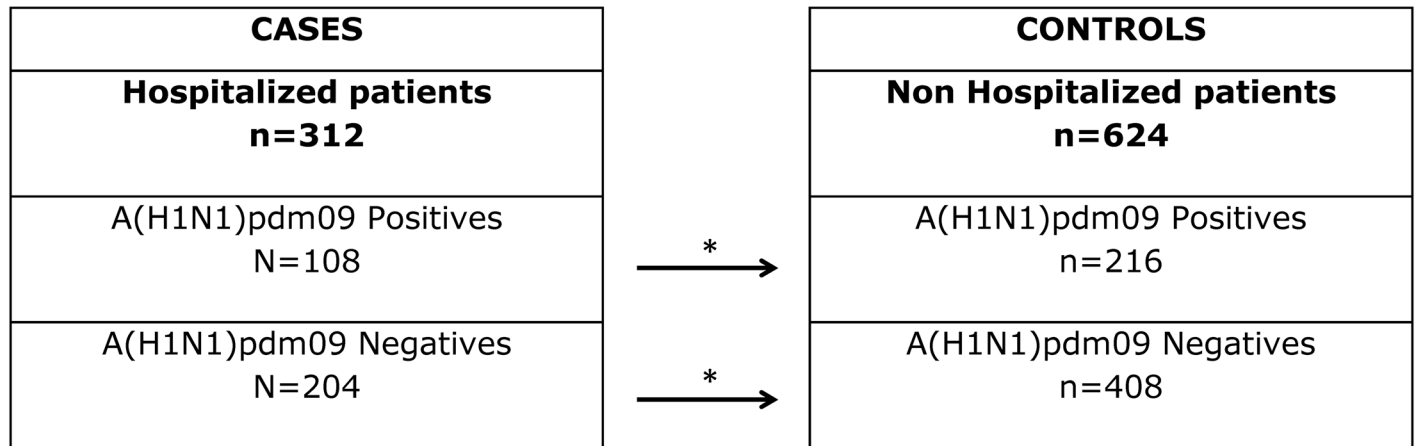 CASES
Hospitalized patients
n=312
A(H1N1)pdm09 Positives
N=108
A(H1N1)pdm09 Negatives
N=204
*
*
CONTROLS
Non Hospitalized patients
n=624
A(H1N1)pdm09 Positives
n=216
A(H1N1)pdm09 Negatives
n=408